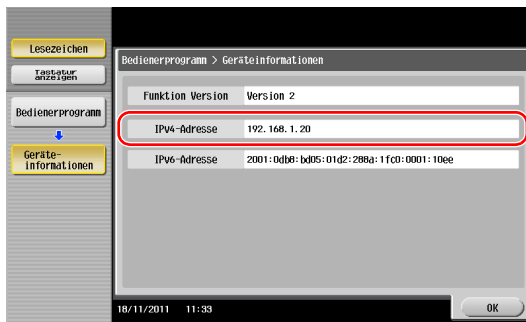 Lesezeichen
Tastatur
anzeigen
Bedienerprogramm
Geräte-
informationen
Bedienerprogramm > Geräteinformationen
Funktion Version Version 2
IPv4-Adresse 192.168.1.20
IPv6-Adresse 2001:0db8:bd05:01d2:288a:1fc0:0001:10ee
18/11/2011 11:33
OK